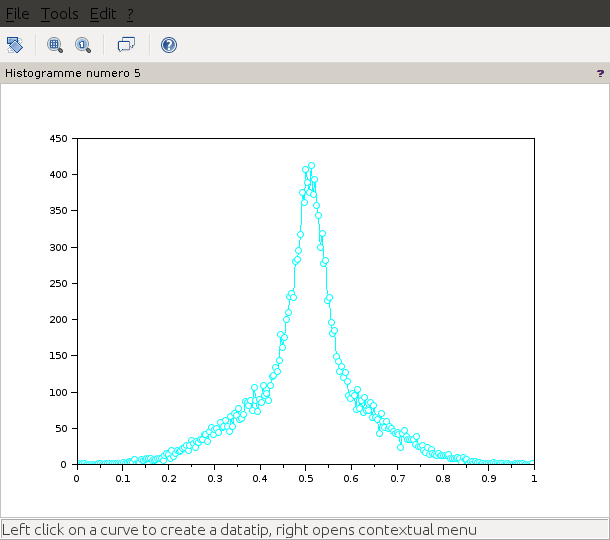 File Tools Edit ?
Histogramme numero 5 ?
450
400
350
300
250
200
150
100
50
0
0 0.1 0.2 0.3 0.4 0.5 0.6 0.7 0.8 0.9 1
Left click on a curve to create a datatip, right opens contextual menu